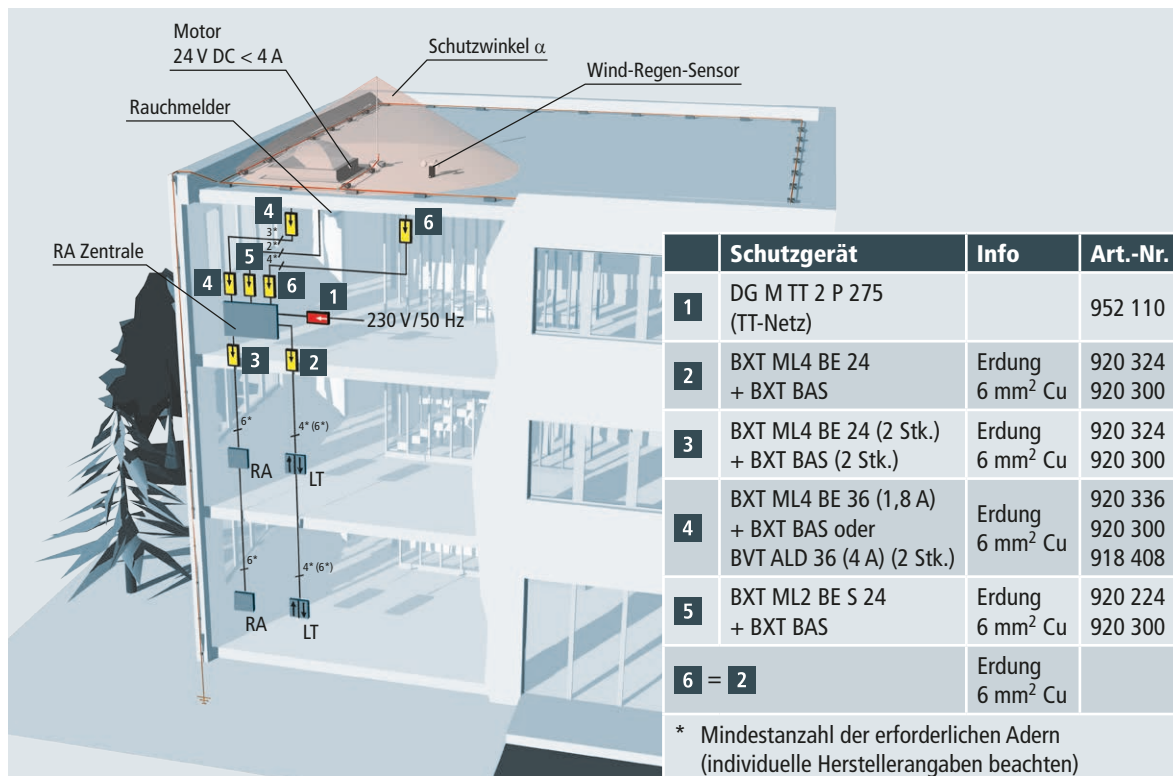 Motor
24 V DC < 4 A
Schutzwinkel α
Wind-Regen-Sensor
Rauchmelder
4
6
3*
2*
5
4*
RA Zentrale
4
6
1
230 V/50 Hz
3
2
6*
4* (6*)
RA
LT
6*
4* (6*)
RA
LT
Schutzgerät Info Art.-Nr.
1 DG M TT 2 P 275 952 110
(TT-Netz)
2 BXT ML4 BE 24 Erdung 920 324
+ BXT BAS 6 mm² Cu 920 300
3 BXT ML4 BE 24 (2 Stk.) Erdung 920 324
+ BXT BAS (2 Stk.) 6 mm² Cu 920 300
4 BXT ML4 BE 36 (1,8 A) Erdung 920 336
+ BXT BAS oder 6 mm² Cu 920 300
BVT ALD 36 (4 A) (2 Stk.) 918 408
5 BXT ML2 BE S 24 Erdung 920 224
+ BXT BAS 6 mm² Cu 920 300
6 = 2 Erdung
6 mm² Cu
* Mindestanzahl der erforderlichen Adern
(individuelle Herstellerangaben beachten)